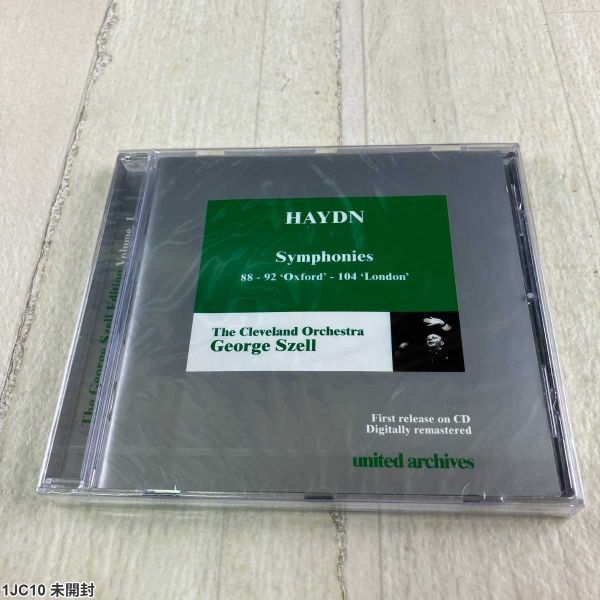 HAYDN
Symphonies
88 - 92 'Oxford' - 104 'London'
The Cleveland Orchestra
George Szell
First release on CD
Digitally remastered
united archives
The George Szell Edition Volume 1
1JC10 未開封